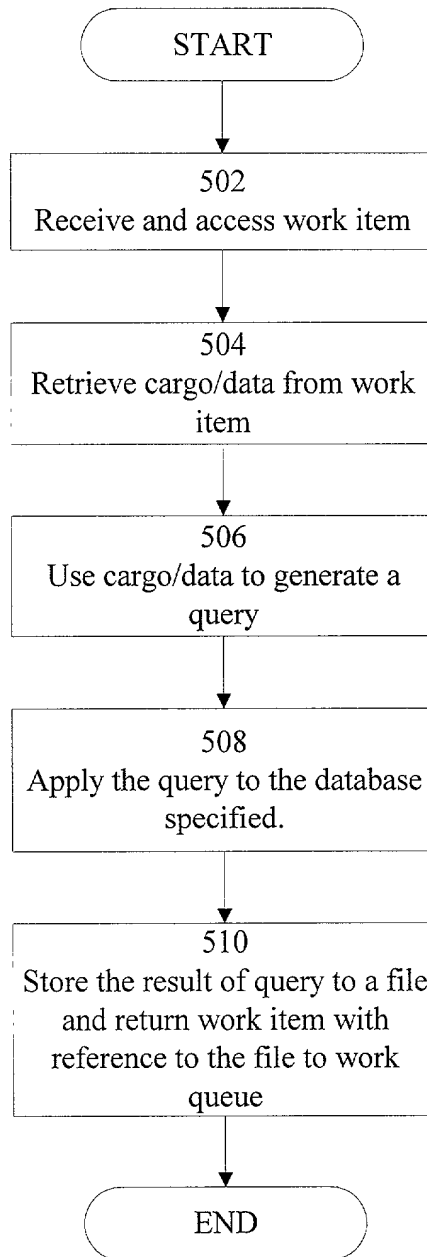 START
502
Receive and access work item
504
Retrieve cargo/data from work
item
506
Use cargo/data to generate a
query
508
Apply the query to the database
specified.
510
Store the result of query to a file
and return work item with
reference to the file to work
queue
END